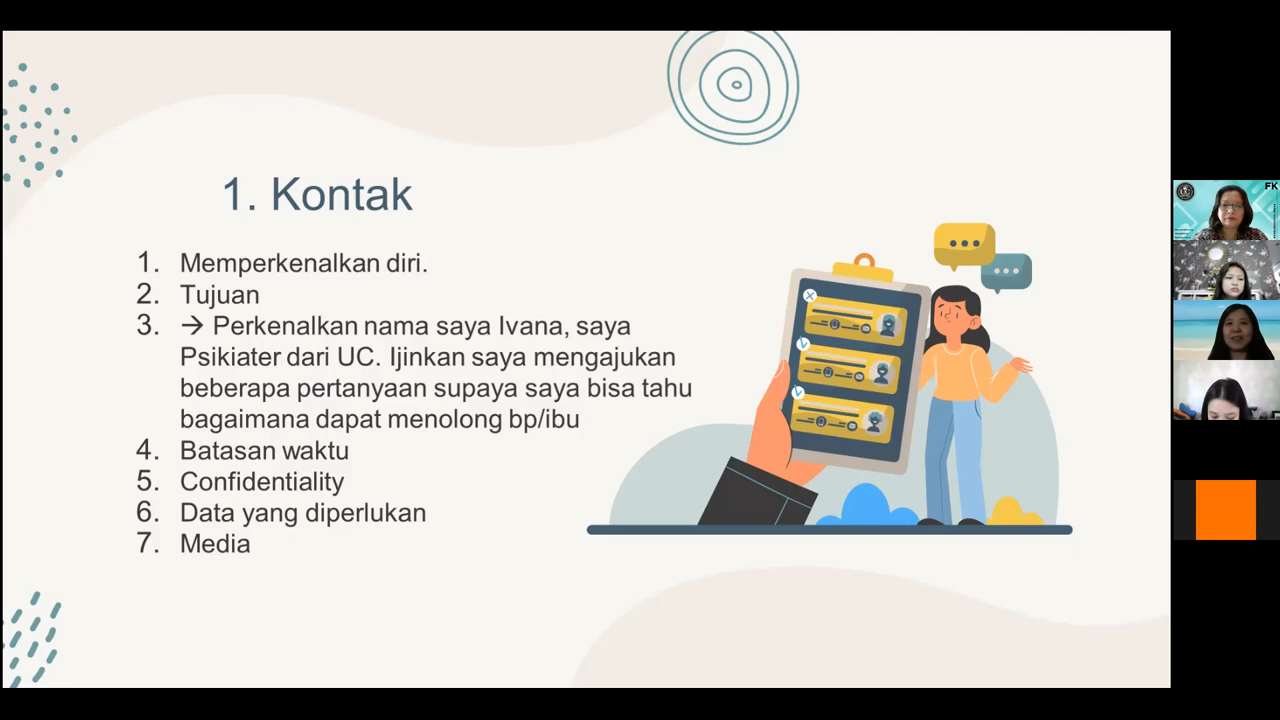 1. Kontak
1. Memperkenalkan diri.
2. Tujuan
3. → Perkenalkan nama saya Ivana, saya
Psikiater dari UC. Ijinkan saya mengajukan
beberapa pertanyaan supaya saya bisa tahu
bagaimana dapat menolong bp/ibu
4. Batasan waktu
5. Confidentiality
6. Data yang diperlukan
7. Media
FK